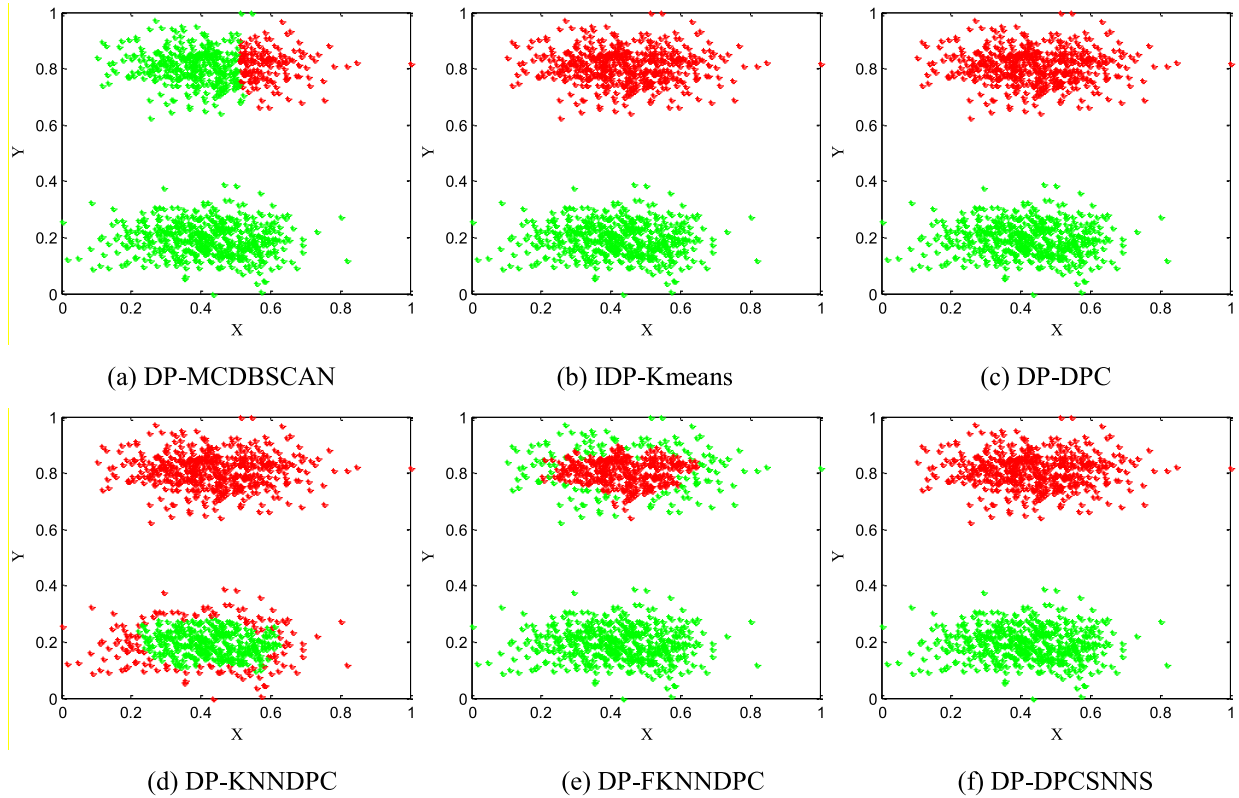 1 1 1
0.8 0.8 0.8
0.6 0.6 0.6
Y Y Y
0.4 0.4 0.4
0.2 0.2 0.2
0 0 0
0 0.2 0.4 0.6 0.8 1 0 0.2 0.4 0.6 0.8 1 0 0.2 0.4 0.6 0.8 1
X X X
(a) DP-MCDBSCAN (b) IDP-Kmeans (c) DP-DPC
1 1 1
0.8 0.8 0.8
0.6 0.6 0.6
Y Y Y
0.4 0.4 0.4
0.2 0.2 0.2
0 0 0
0 0.2 0.4 0.6 0.8 1 0 0.2 0.4 0.6 0.8 1 0 0.2 0.4 0.6 0.8 1
X X X
(d) DP-KNNDPC (e) DP-FKNNDPC (f) DP-DPCSNNS